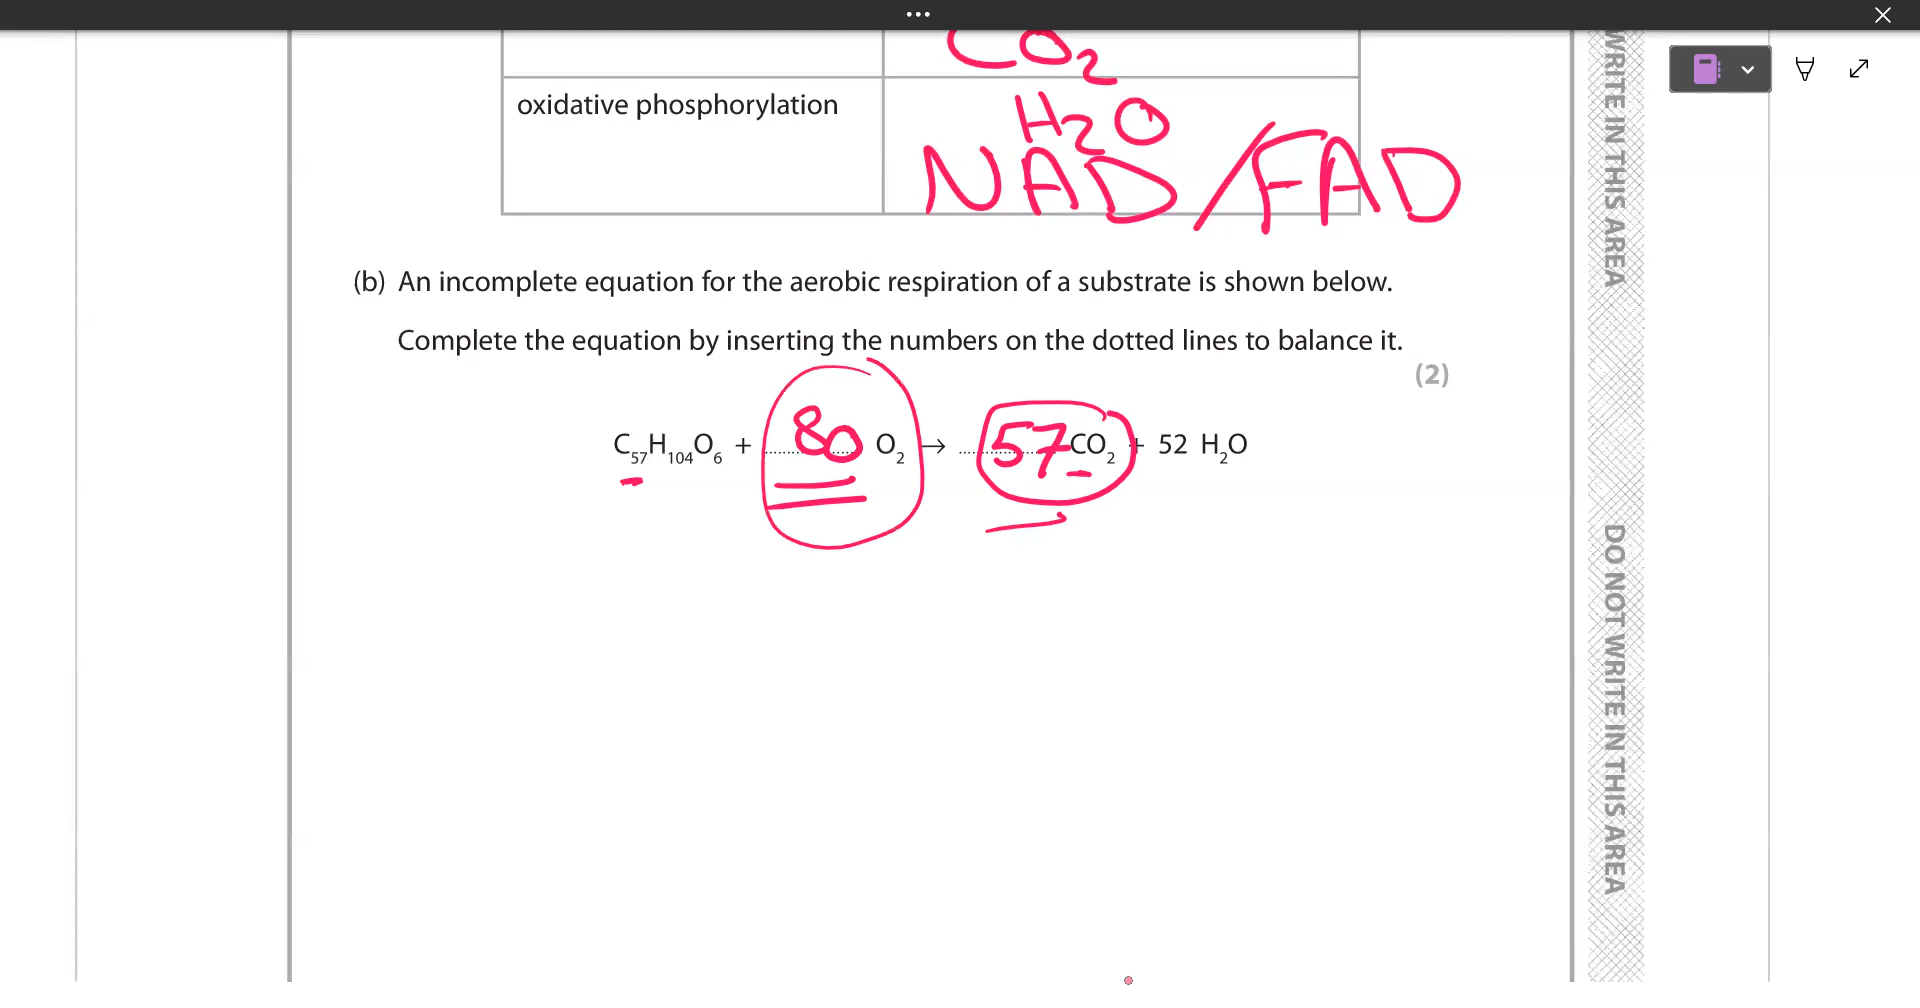 CO2
WRITE IN THIS AREA
oxidative phosphorylation
H2O
NAD/FAD
(b) An incomplete equation for the aerobic respiration of a substrate is shown below.
Complete the equation by inserting the numbers on the dotted lines to balance it.
(2)
C57H104O6 + 80 O2 → 57 CO2 + 52 H2O
DO NOT WRITE IN THIS AREA